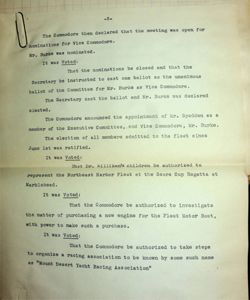 -2-
The Commodore then declared that the meeting was open for
nominations for Vice Commodore.
Mr. Burke was nominated.
It was Voted:
That the nominations be closed and that the
Secretary be instructed to cast one ballot as the unanimous
ballot of the Committee for Mr. Burke as Vice Commodore.
The Secretary cast the ballot and Mr. Burke was declared
elected.
The Commodore announced the appointment of Mr. Spedden as a
member of the Executive Committee, and Vice Commodore, Mr. Burke.
The election of all members admitted to the fleet since
June 1st was ratified.
It was Voted:
That Dr. Milliken's children be authorized to
represent the Northeast Harbor Fleet at the Sears Cup Regatta at
Marblehead.
It was Voted:
That the Commodore be authorized to investigate
the matter of purchasing a new engine for the Fleet Motor Boat,
with power to make such a purchase.
It was Voted:
That the Commodore be authorized to take steps
to organize a racing association to be known by some such name
as "Mount Desert Yacht Racing Association"